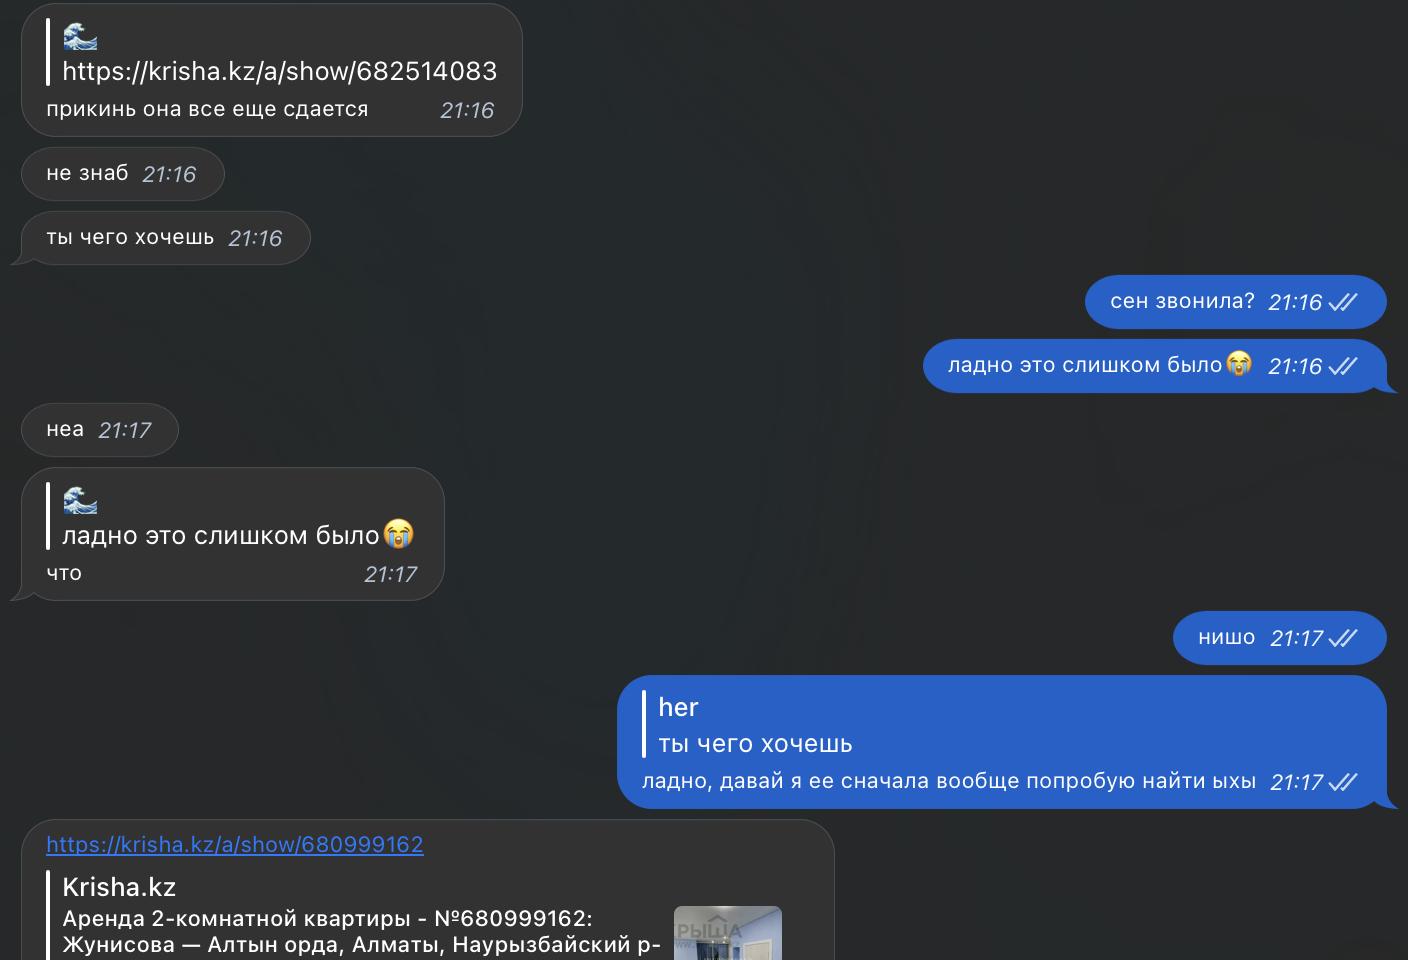 🌊
https://krisha.kz/a/show/682514083
прикинь она все еще сдается 21:16
не знаб 21:16
ты чего хочешь 21:16
сен звонила? 21:16
ладно это слишком было😭 21:16
неа 21:17
🌊
ладно это слишком было😭
что 21:17
нишо 21:17
her
ты чего хочешь
ладно, давай я ее сначала вообще попробую найти ыхы 21:17
https://krisha.kz/a/show/680999162
Krisha.kz
Аренда 2-комнатной квартиры - №680999162:
Жунисова — Алтын орда, Алматы, Наурызбайский р-
КРЫША